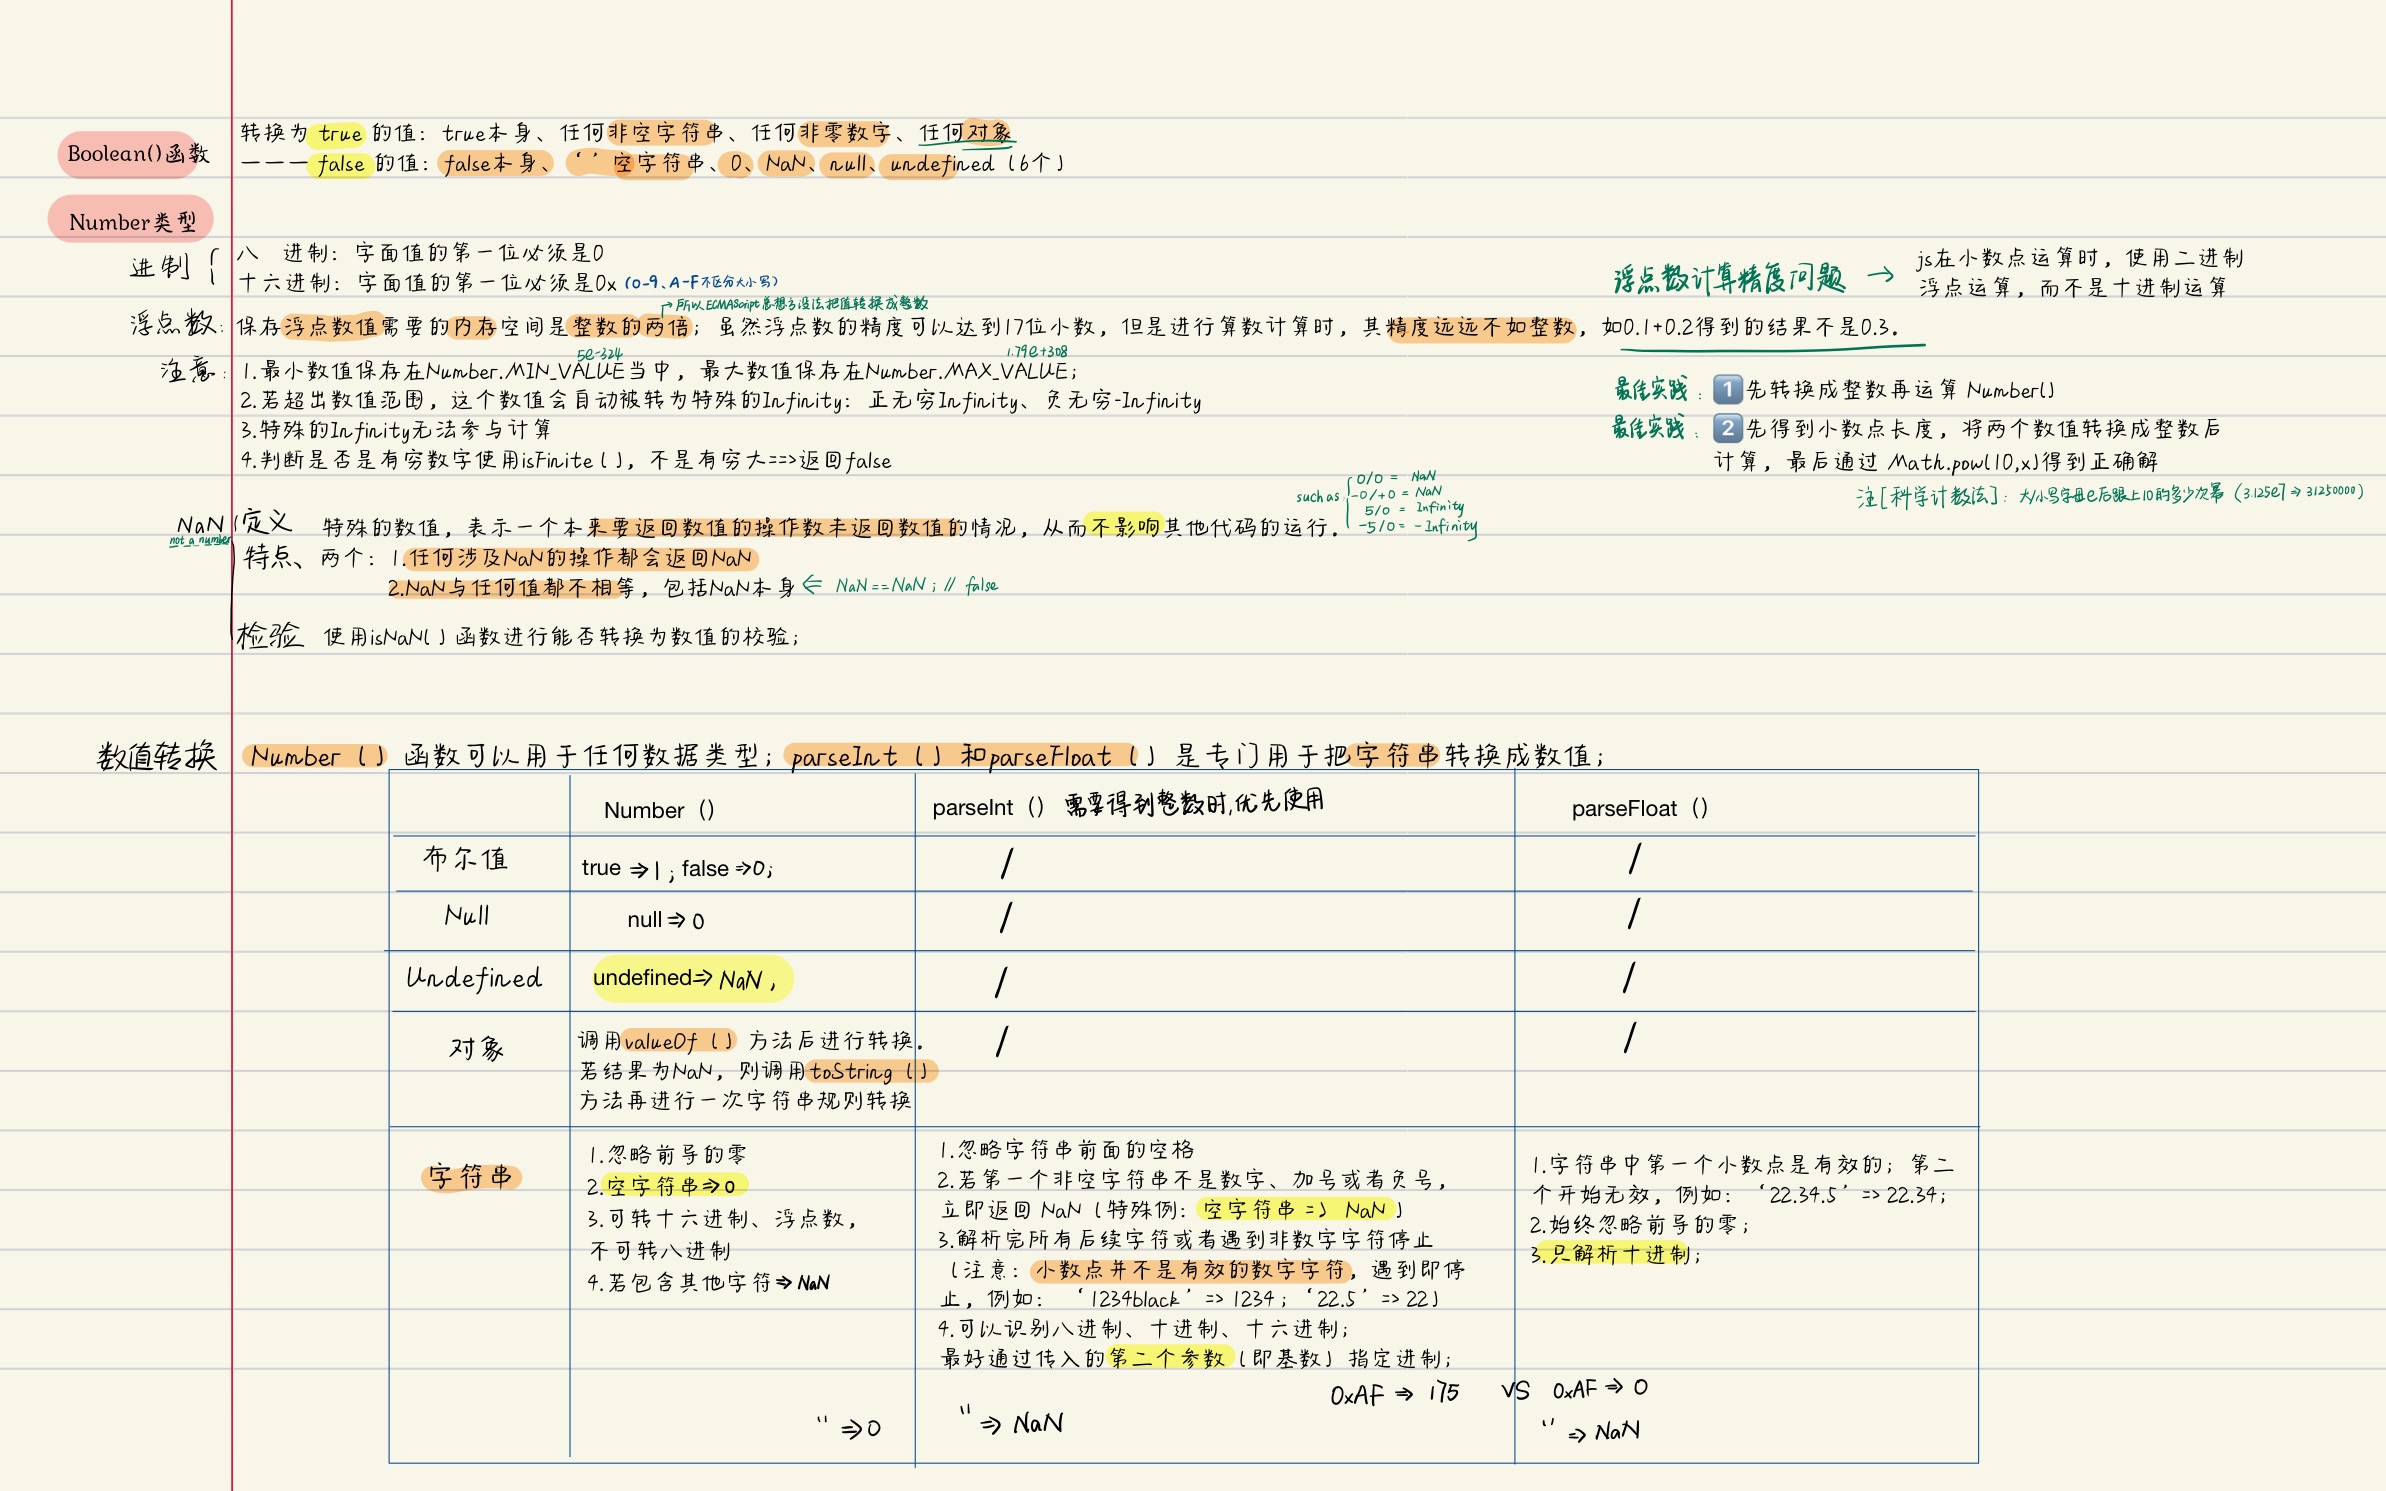 Boolean()函数
转换为true的值：true本身、任何非空字符串、任何非零数字、任何对象
———false的值：false本身、‘’空字符串、0、NaN、null、undefined（6个）
Number类型
进制
八 进制：字面值的第一位必须是0
十六进制：字面值的第一位必须是0x（0-9、A-F不区分大小写）
浮点数计算精度问题 →
js在小数点运算时，使用二进制
浮点运算，而不是十进制运算
→所以ECMAScript总想方设法把值转换成整数
浮点数：保存浮点数值需要的内存空间是整数的两倍；虽然浮点数的精度可以达到17位小数，但是进行算数计算时，其精度远远不如整数，如0.1+0.2得到的结果不是0.3.
5e-324
1.79e+308
注意：1.最小数值保存在Number.MIN_VALUE当中，最大数值保存在Number.MAX_VALUE；
2.若超出数值范围，这个数值会自动被转为特殊的Infinity：正无穷Infinity、负无穷-Infinity
3.特殊的Infinity无法参与计算
4.判断是否是有穷数字使用isFinite()，不是有穷大==>返回false
最佳实践：1先转换成整数再运算 Number()
最佳实践：2先得到小数点长度，将两个数值转换成整数后
计算，最后通过 Math.pow(10,x)得到正确解
注[科学计数法]：大/小写字母e后跟上10的多少次幂（3.125e7⇒31250000）
such as
0/0 = NaN
-0/+0 = NaN
5/0 = Infinity
-5/0 = -Infinity
NaN
not a number
定义 特殊的数值，表示一个本来要返回数值的操作数未返回数值的情况，从而不影响其他代码的运行.
特点、两个：1.任何涉及NaN的操作都会返回NaN
2.NaN与任何值都不相等，包括NaN本身 ⇐ NaN==NaN；// false
检验 使用isNaN()函数进行能否转换为数值的校验；
数值转换 Number（）函数可以用于任何数据类型；parseInt（）和parseFloat（）是专门用于把字符串转换成数值；
Number（）
parseInt（） 需要得到整数时，优先使用
parseFloat（）
布尔值
true ⇒1；false ⇒0；
/
/
Null
null⇒0
/
/
Undefined
undefined⇒ NaN，
/
/
对象
调用valueOf（）方法后进行转换.
若结果为NaN，则调用toString（）
方法再进行一次字符串规则转换
/
/
字符串
1.忽略前导的零
2.空字符串⇒0
3.可转十六进制、浮点数，
不可转八进制
4.若包含其他字符⇒NaN
'' ⇒0
1.忽略字符串前面的空格
2.若第一个非空字符串不是数字、加号或者负号，
立即返回 NaN（特殊例：空字符串 => NaN）
3.解析完所有后续字符或者遇到非数字字符停止
（注意：小数点并不是有效的数字字符，遇到即停
止，例如：‘1234black’=> 1234；‘22.5’=> 22）
4.可以识别八进制、十进制、十六进制；
最好通过传入的第二个参数（即基数）指定进制；
0xAF ⇒ 175 VS 0xAF ⇒ 0
'' ⇒ NaN
1.字符串中第一个小数点是有效的；第二
个开始无效，例如：‘22.34.5’=> 22.34；
2.始终忽略前导的零；
3.只解析十进制；
'' ⇒ NaN